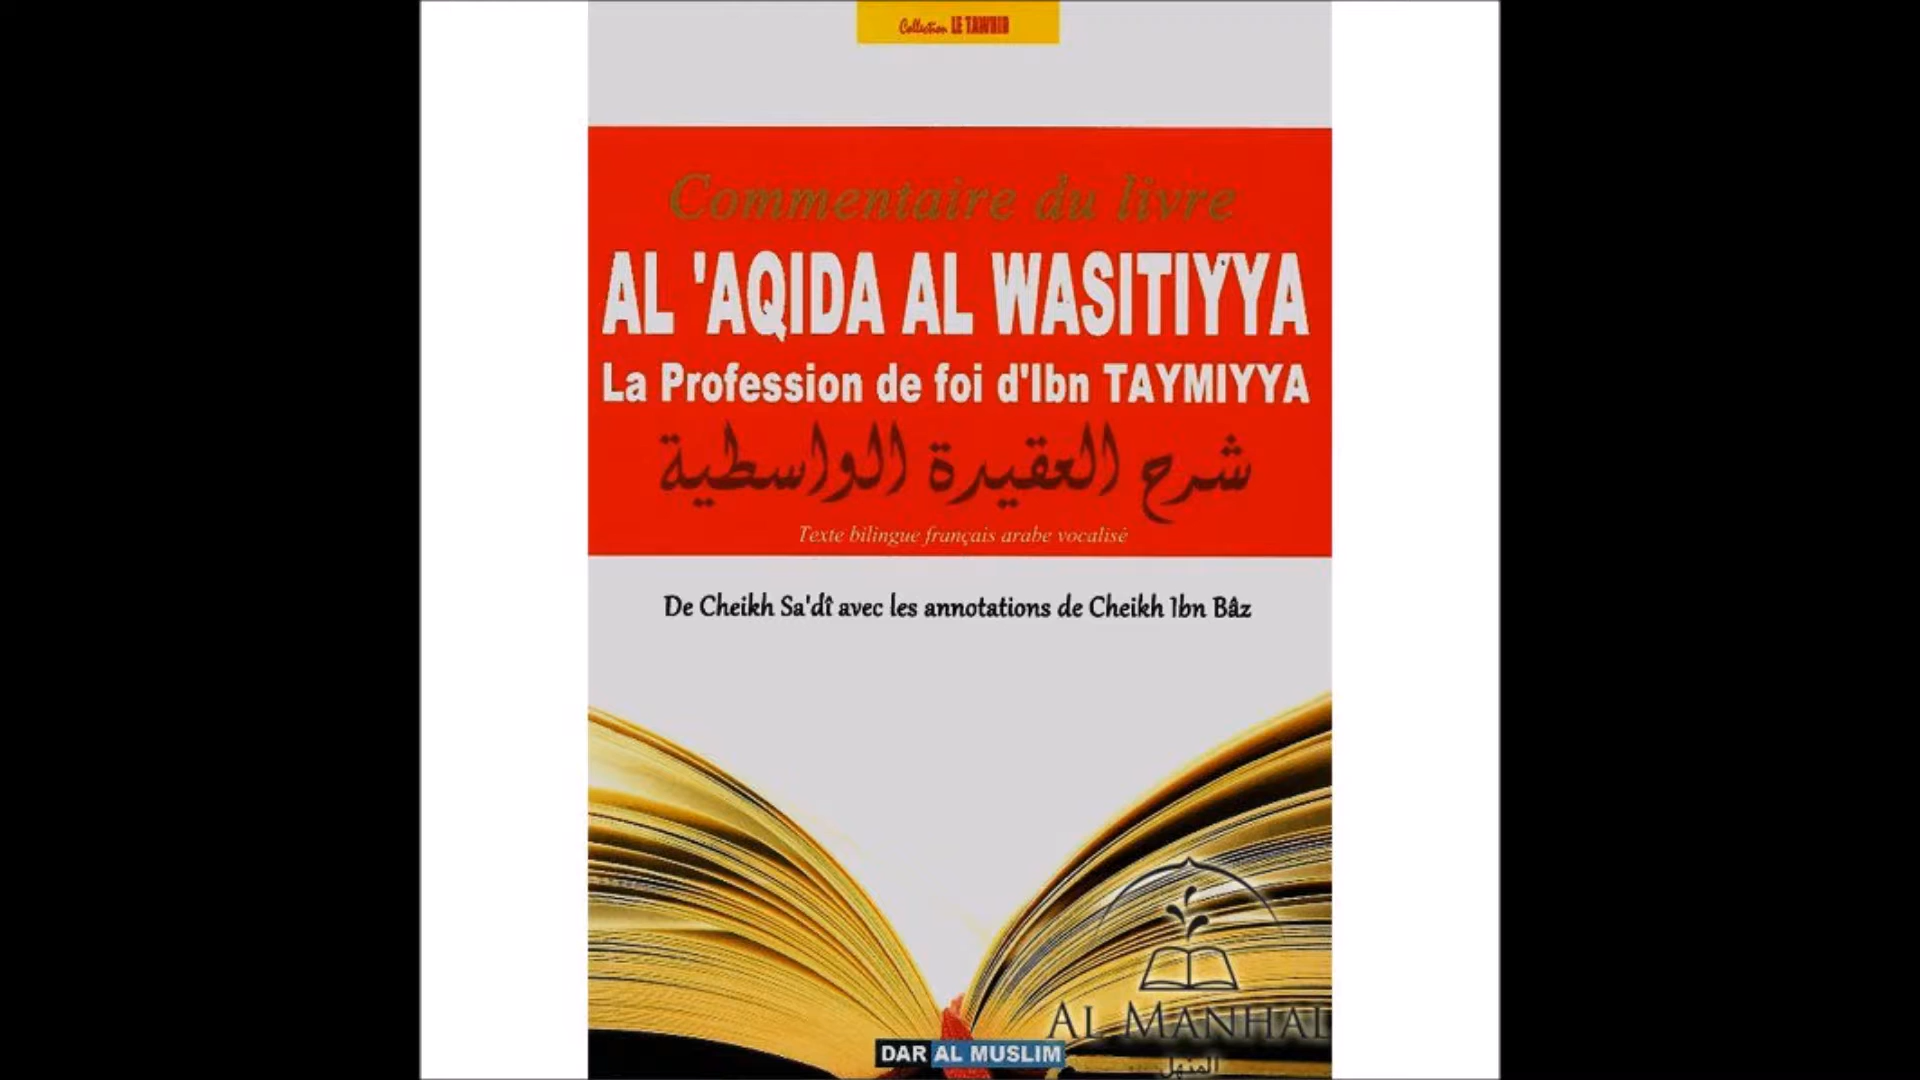 Collection LE TAWHID
Commentaire du livre
AL 'AQIDA AL WASITIYYA
La Profession de foi d'Ibn TAYMIYYA
شرح العقيدة الواسطية
Texte bilingue français arabe vocalisé
De Cheikh Sa'dî avec les annotations de Cheikh Ibn Bâz
AL MANHAL
DAR AL MUSLIM
المنهل